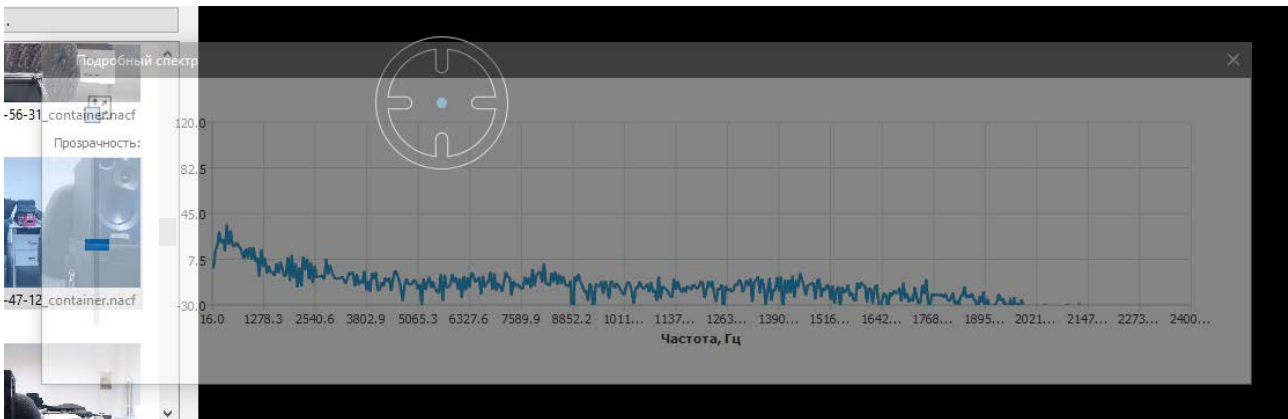 ..
Подробный спектр
-56-31_container.nacf
Прозрачность:
120.0
82.5
45.0
7.5
-47-12_container.nacf
-30.0
16.0 1278.3 2540.6 3802.9 5065.3 6327.6 7589.9 8852.2 1011... 1137... 1263... 1390... 1516... 1642... 1768... 1895... 2021... 2147... 2273... 2400...
Частота, Гц